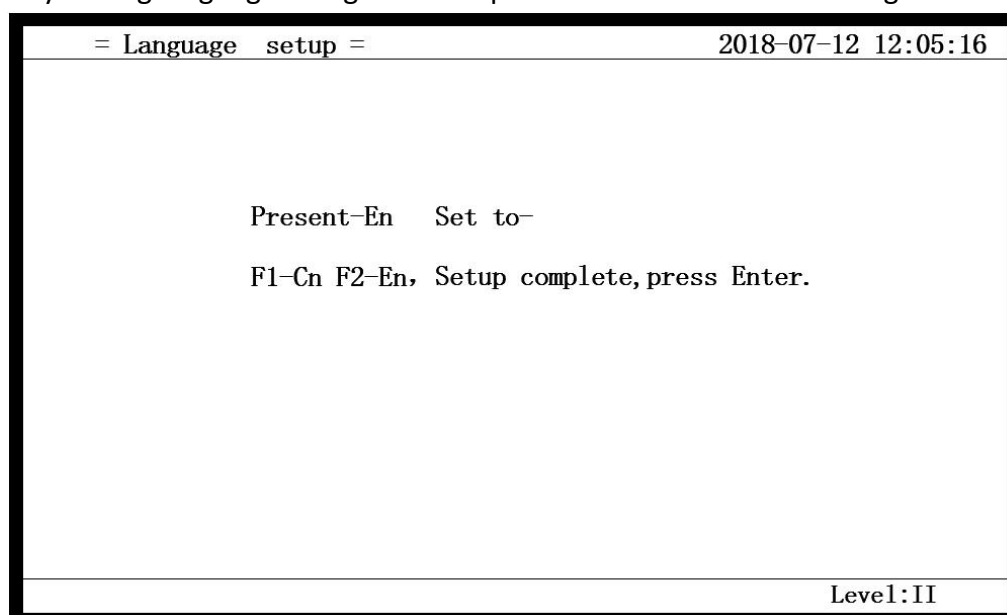 = Language setup = 2018-07-12 12:05:16
Present-En Set to-
F1-Cn F2-En, Setup complete,press Enter.
Level:II